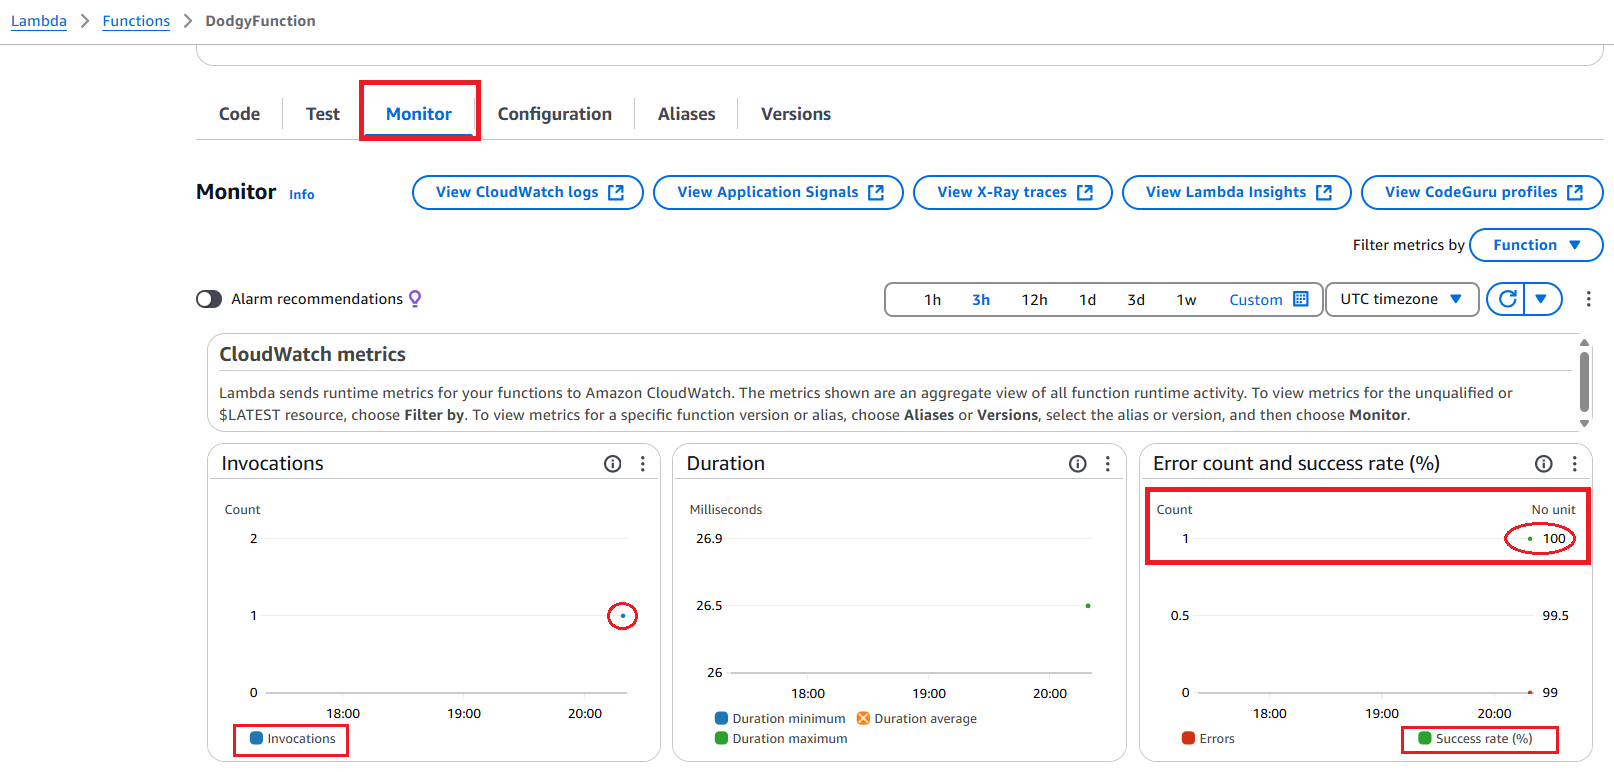 Lambda > Functions > DodgyFunction
Code Test Monitor Configuration Aliases Versions
Monitor Info View CloudWatch logs View Application Signals View X-Ray traces View Lambda Insights View CodeGuru profiles
Filter metrics by Function
Alarm recommendations 1h 3h 12h 1d 3d 1w Custom UTC timezone
CloudWatch metrics
Lambda sends runtime metrics for your functions to Amazon CloudWatch. The metrics shown are an aggregate view of all function runtime activity. To view metrics for the unqualified or
$LATEST resource, choose Filter by. To view metrics for a specific function version or alias, choose Aliases or Versions, select the alias or version, and then choose Monitor.
Invocations
Count
2
1
0
18:00 19:00 20:00
Invocations
Duration
Milliseconds
26.9
26.5
26
18:00 19:00 20:00
Duration minimum Duration average
Duration maximum
Error count and success rate (%)
Count No unit
1 100
0.5 99.5
0 99
18:00 19:00 20:00
Errors Success rate (%)